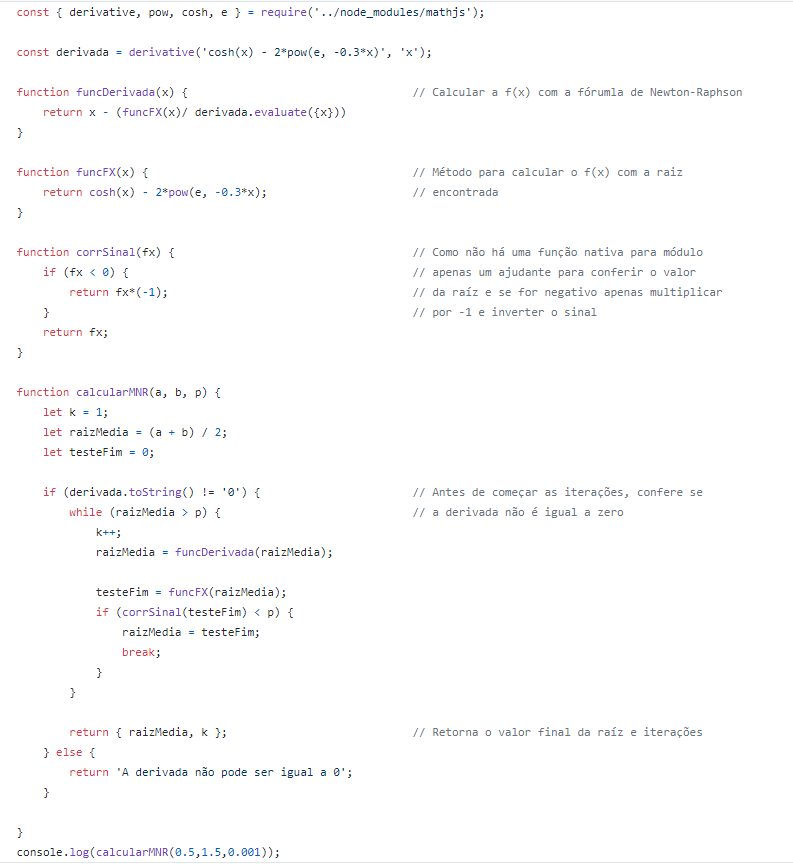 const { derivative, pow, cosh, e } = require('../node_modules/mathjs');
const derivada = derivative('cosh(x) - 2*pow(e, -0.3*x)', 'x');
function funcDerivada(x) { // Calcular a f(x) com a fórumla de Newton-Raphson
return x - (funcFX(x)/ derivada.evaluate({x}))
}
function funcFX(x) { // Método para calcular o f(x) com a raiz
return cosh(x) - 2*pow(e, -0.3*x); // encontrada
}
function corrSinal(fx) { // Como não há uma função nativa para módulo
if (fx < 0) { // apenas um ajudante para conferir o valor
return fx*(-1); // da raíz e se for negativo apenas multiplicar
} // por -1 e inverter o sinal
return fx;
}
function calcularMNR(a, b, p) {
let k = 1;
let raizMedia = (a + b) / 2;
let testeFim = 0;
if (derivada.toString() != '0') { // Antes de começar as iterações, confere se
while (raizMedia > p) { // a derivada não é igual a zero
k++;
raizMedia = funcDerivada(raizMedia);
testeFim = funcFX(raizMedia);
if (corrSinal(testeFim) < p) {
raizMedia = testeFim;
break;
}
}
return { raizMedia, k }; // Retorna o valor final da raíz e iterações
} else {
return 'A derivada não pode ser igual a 0';
}
}
console.log(calcularMNR(0.5,1.5,0.001));